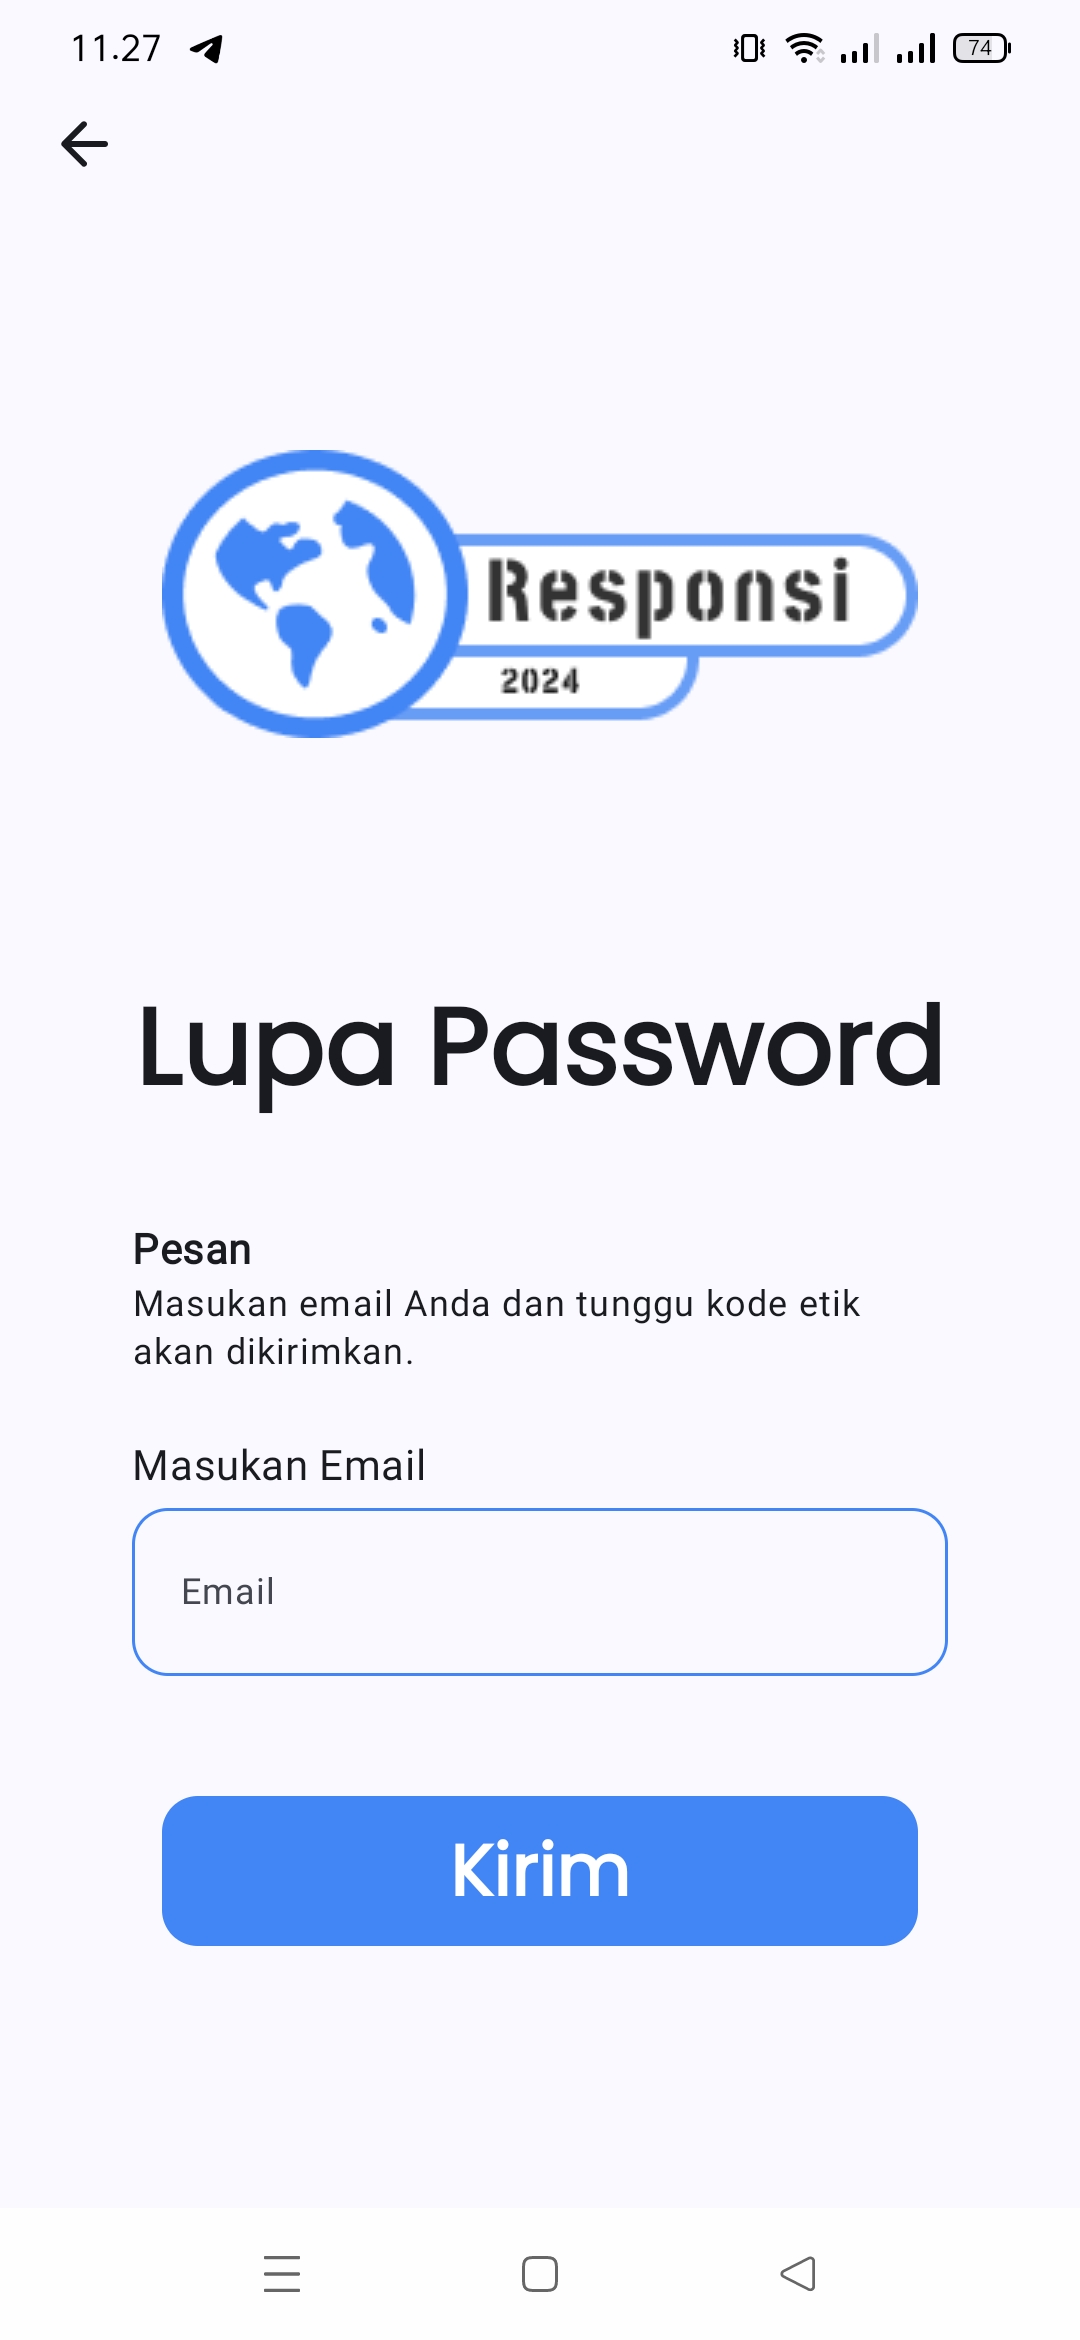 11.27
74
Responsi
2024
Lupa Password
Pesan
Masukan email Anda dan tunggu kode etik
akan dikirimkan.
Masukan Email
Email
Kirim